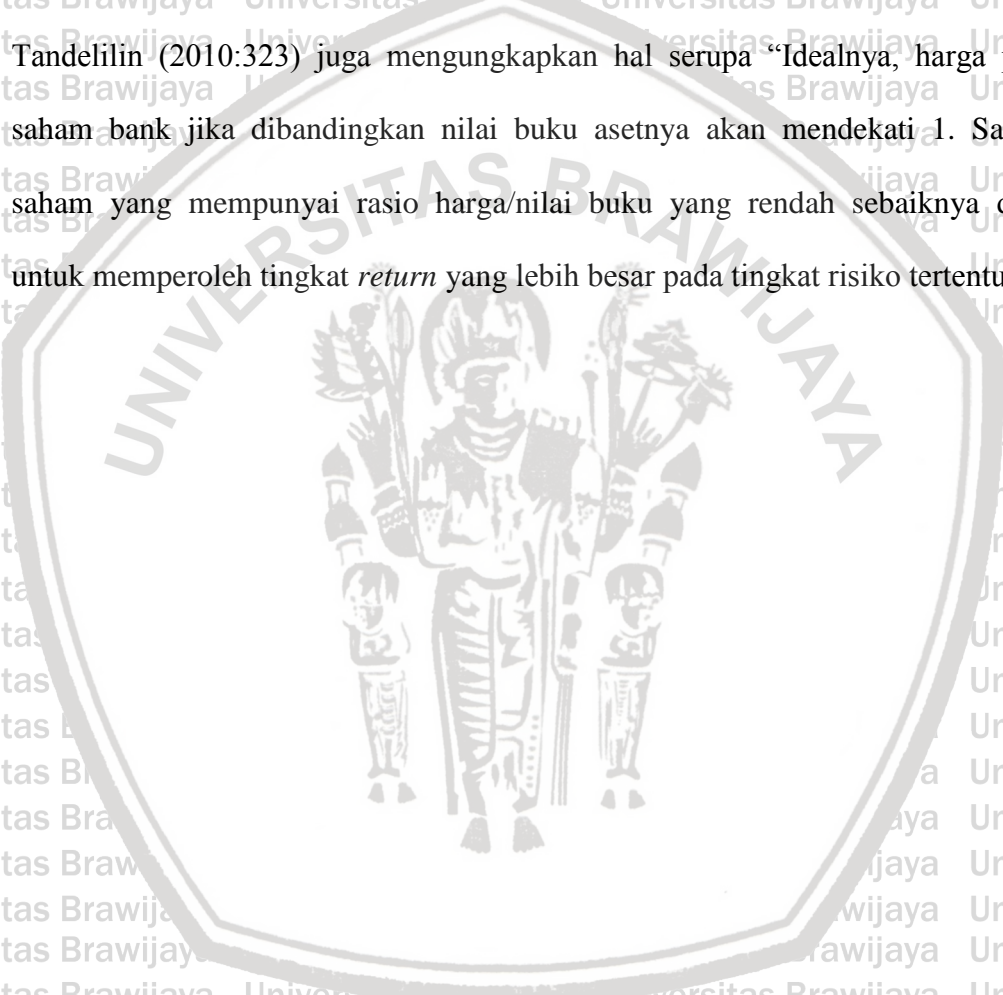 Tandelilin (2010:323) juga mengungkapkan hal serupa “Idealnya, harga
saham bank jika dibandingkan nilai buku asetnya akan mendekati 1.
saham yang mempunyai rasio harga/nilai buku yang rendah sebaiknya
untuk memperoleh tingkat return yang lebih besar pada tingkat risiko tertentu
UNIVERSITAS BRAWIJAYA